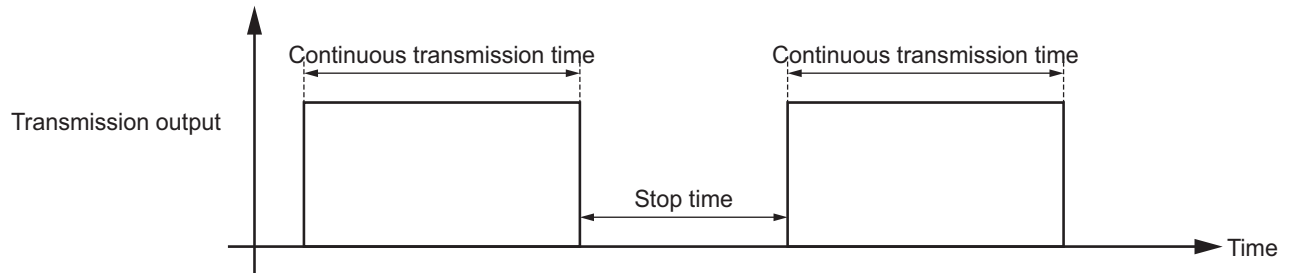 Continuous transmission time
Continuous transmission time
Transmission output
Stop time
Time